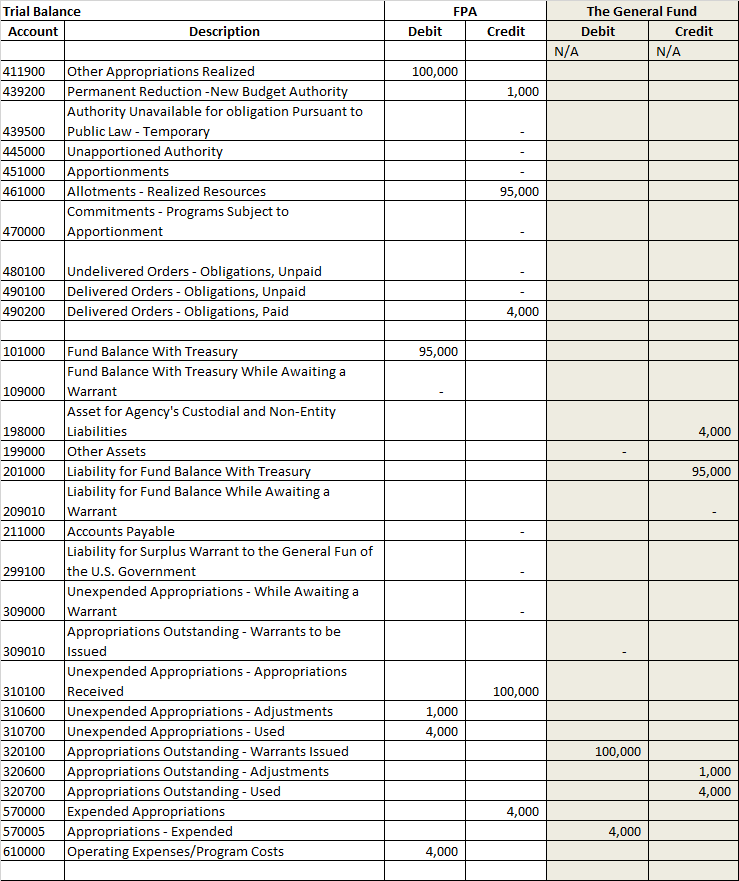 Trial Balance FPA The General Fund
Account Description Debit Credit Debit Credit
N/A N/A
411900 Other Appropriations Realized 100,000
439200 Permanent Reduction -New Budget Authority 1,000
Authority Unavailable for obligation Pursuant to
439500 Public Law - Temporary -
445000 Unapportioned Authority -
451000 Apportionments -
461000 Allotments - Realized Resources 95,000
Commitments - Programs Subject to
470000 Apportionment -
480100 Undelivered Orders - Obligations, Unpaid -
490100 Delivered Orders - Obligations, Unpaid -
490200 Delivered Orders - Obligations, Paid 4,000
101000 Fund Balance With Treasury 95,000
Fund Balance With Treasury While Awaiting a
109000 Warrant -
Asset for Agency's Custodial and Non-Entity
198000 Liabilities 4,000
199000 Other Assets -
201000 Liability for Fund Balance With Treasury 95,000
Liability for Fund Balance While Awaiting a
209010 Warrant -
211000 Accounts Payable -
Liability for Surplus Warrant to the General Fun of
299100 the U.S. Government -
Unexpended Appropriations - While Awaiting a
309000 Warrant -
Appropriations Outstanding - Warrants to be
309010 Issued -
Unexpended Appropriations - Appropriations
310100 Received 100,000
310600 Unexpended Appropriations - Adjustments 1,000
310700 Unexpended Appropriations - Used 4,000
320100 Appropriations Outstanding - Warrants Issued 100,000
320600 Appropriations Outstanding - Adjustments 1,000
320700 Appropriations Outstanding - Used 4,000
570000 Expended Appropriations 4,000
570005 Appropriations - Expended 4,000
610000 Operating Expenses/Program Costs 4,000